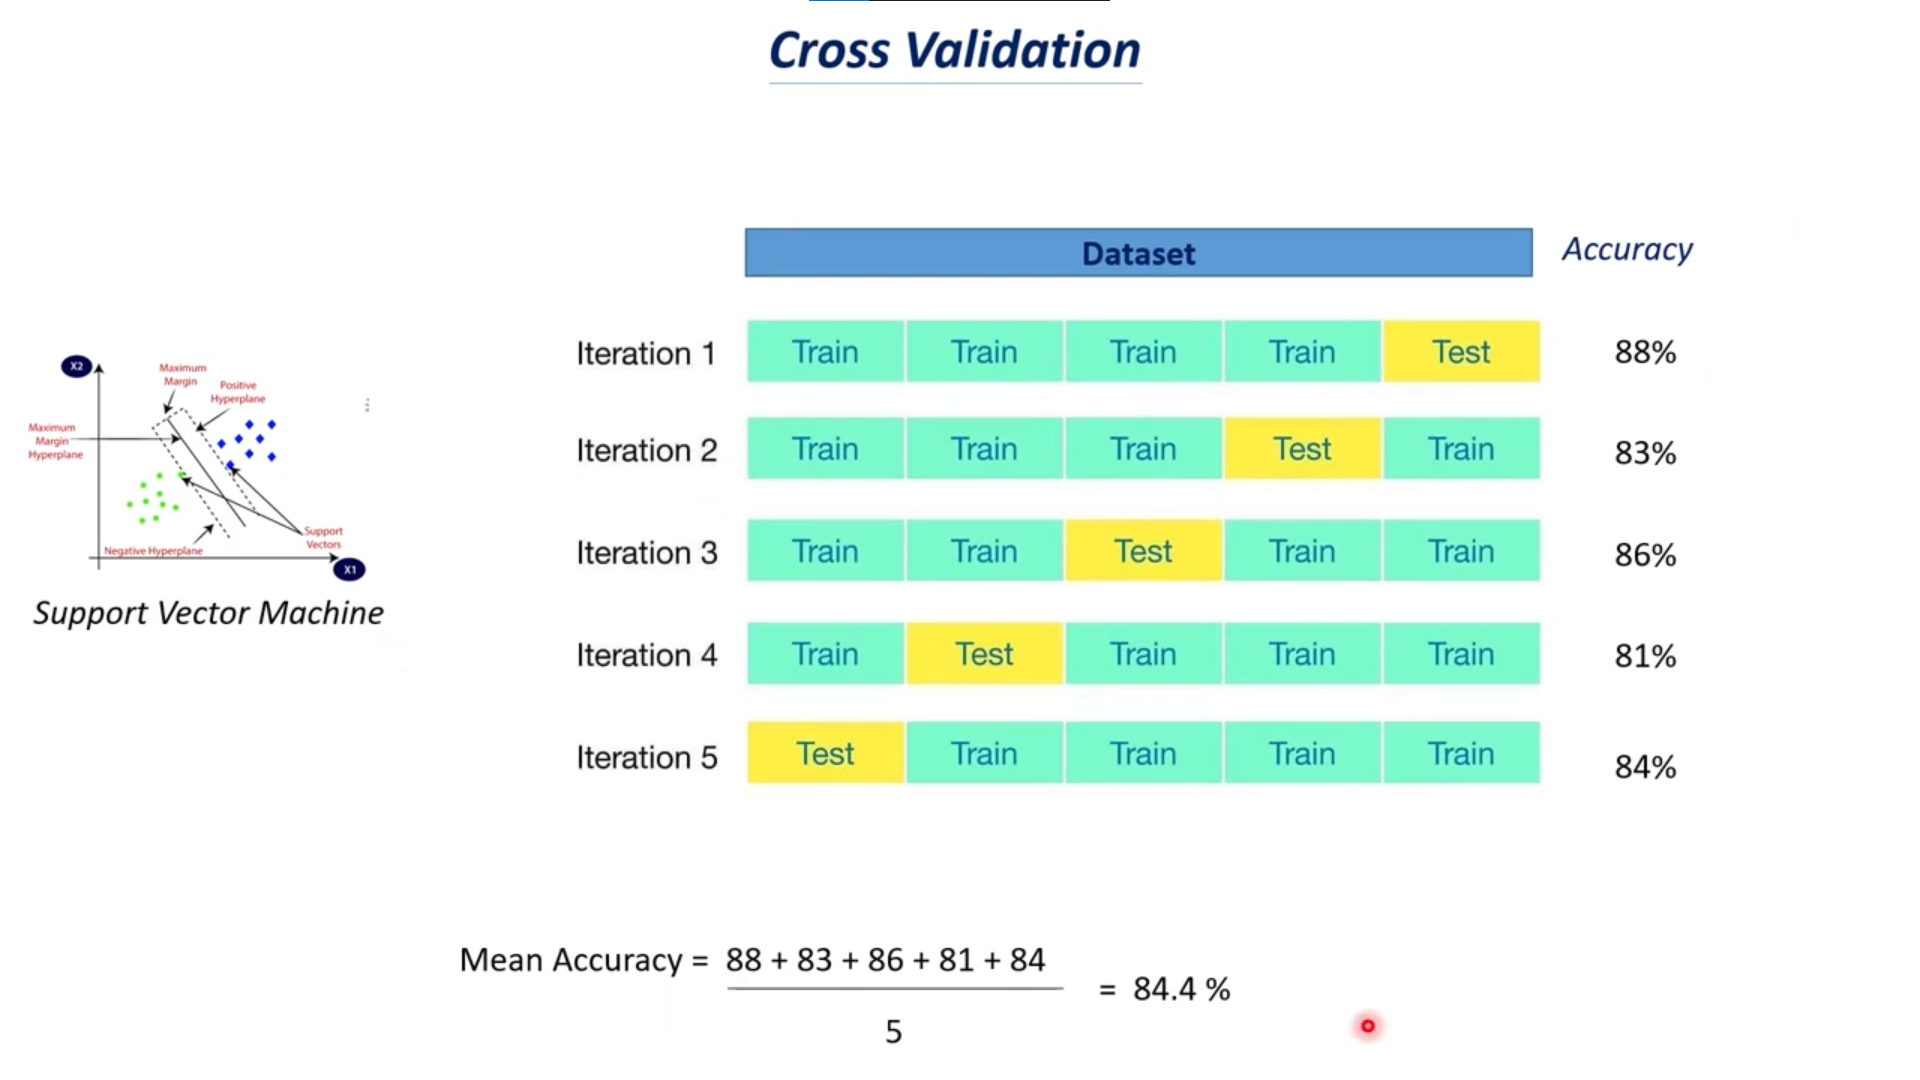 Cross Validation
Dataset
Accuracy
Iteration 1 Train Train Train Train Test 88%
Iteration 2 Train Train Train Test Train 83%
Iteration 3 Train Train Test Train Train 86%
Iteration 4 Train Test Train Train Train 81%
Iteration 5 Test Train Train Train Train 84%
X2
Maximum
Margin
Positive
Hyperplane
Maximum
Margin
Hyperplane
Support
Vectors
Negative Hyperplane
X1
Support Vector Machine
Mean Accuracy = 88 + 83 + 86 + 81 + 84
5
= 84.4 %